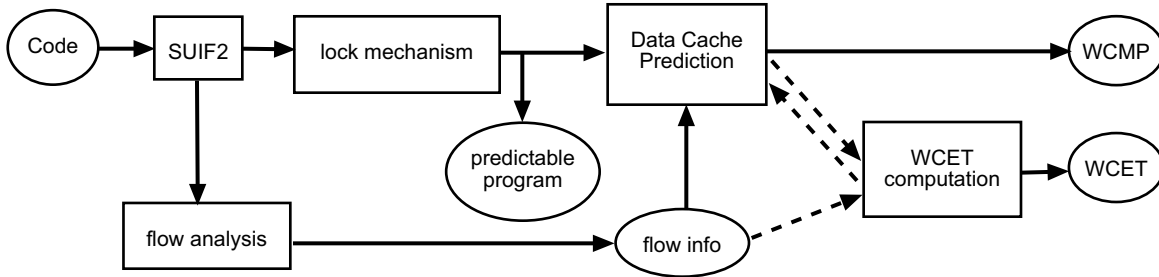 Code
SUIF2
lock mechanism
Data Cache
Prediction
WCMP
predictable
program
WCET
computation
WCET
flow analysis
flow info